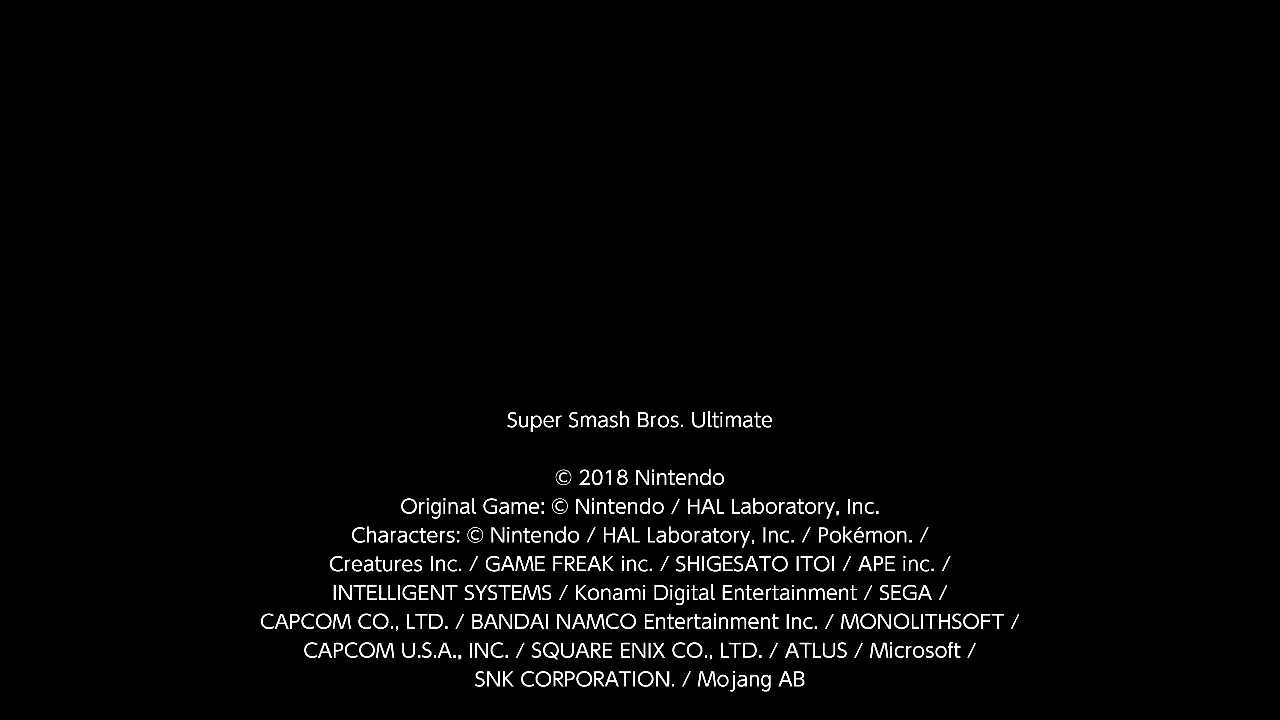 Super Smash Bros. Ultimate
© 2018 Nintendo
Original Game: © Nintendo / HAL Laboratory, Inc.
Characters: © Nintendo / HAL Laboratory, Inc. / Pokémon. /
Creatures Inc. / GAME FREAK inc. / SHIGESATO ITOI / APE inc. /
INTELLIGENT SYSTEMS / Konami Digital Entertainment / SEGA /
CAPCOM CO., LTD. / BANDAI NAMCO Entertainment Inc. / MONOLITHSOFT /
CAPCOM U.S.A., INC. / SQUARE ENIX CO., LTD. / ATLUS / Microsoft /
SNK CORPORATION. / Mojang AB